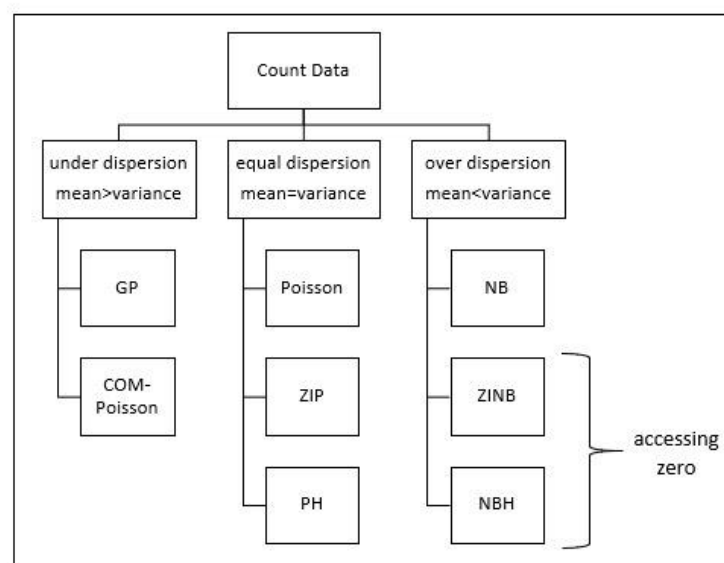 Count Data
under dispersion
mean>variance
equal dispersion
mean=variance
over dispersion
mean<variance
GP
Poisson
NB
COM-
Poisson
ZIP
ZINB
accessing
zero
PH
NBH